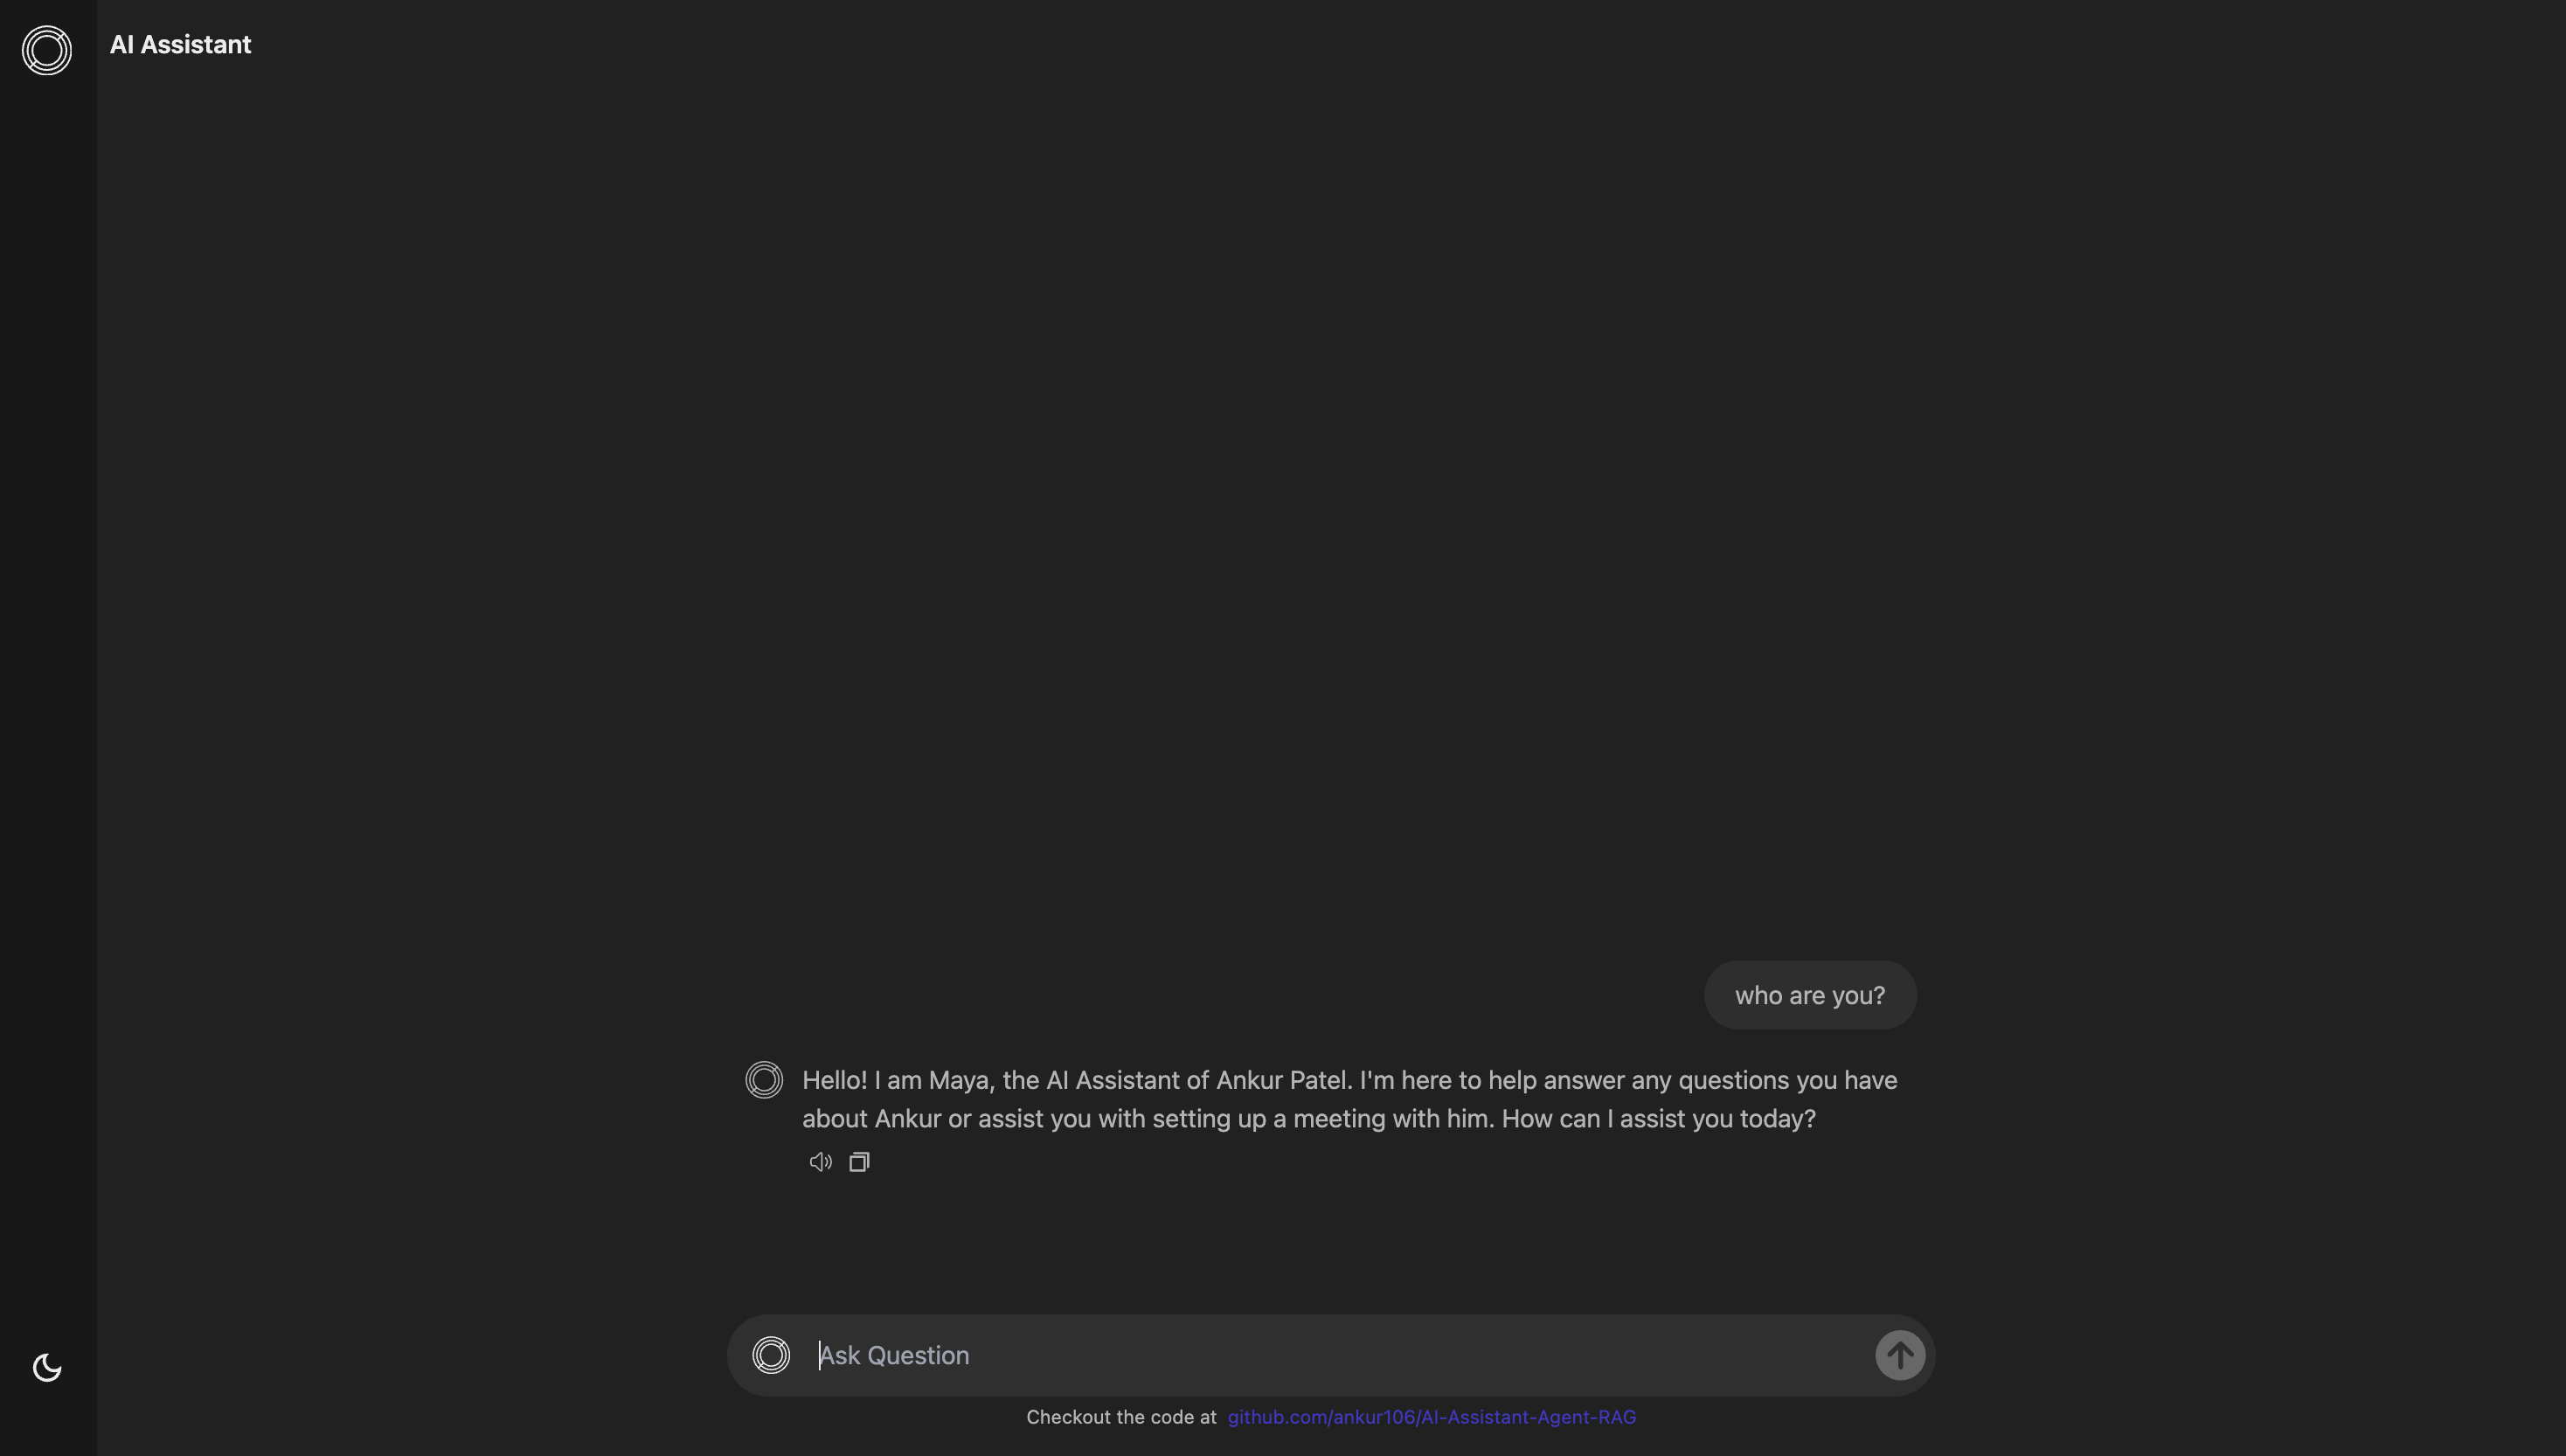 AI Assistant
who are you?
Hello! I am Maya, the AI Assistant of Ankur Patel. I'm here to help answer any questions you have
about Ankur or assist you with setting up a meeting with him. How can I assist you today?
Ask Question
Checkout the code at github.com/ankur106/AI-Assistant-Agent-RAG